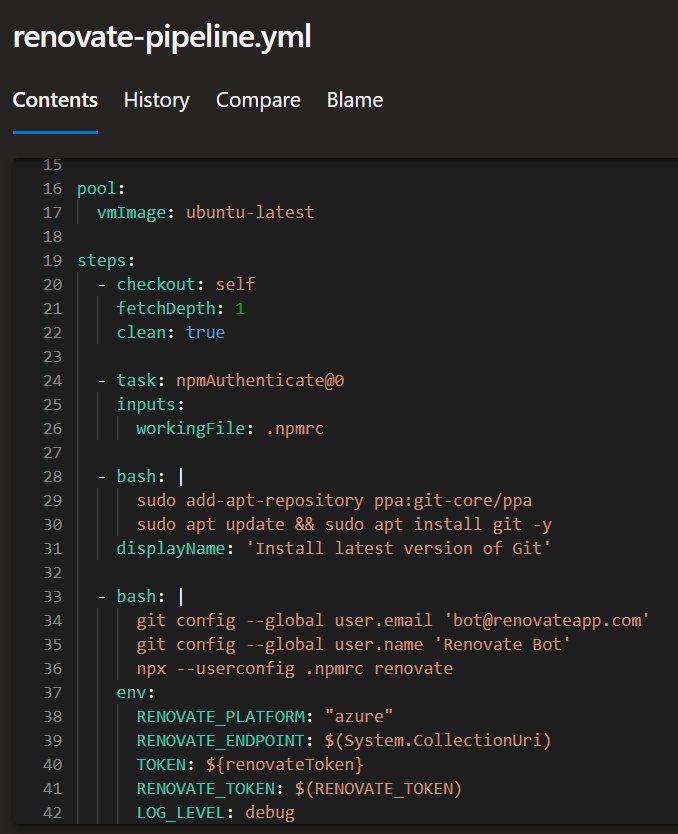 renovate-pipeline.yml
Contents History Compare Blame
15
16 pool:
17 vmImage: ubuntu-latest
18
19 steps:
20 - checkout: self
21 fetchDepth: 1
22 clean: true
23
24 - task: npmAuthenticate@0
25 inputs:
26 workingFile: .npmrc
27
28 - bash: |
29 sudo add-apt-repository ppa:git-core/ppa
30 sudo apt update && sudo apt install git -y
31 displayName: 'Install latest version of Git'
32
33 - bash: |
34 git config --global user.email 'bot@renovateapp.com'
35 git config --global user.name 'Renovate Bot'
36 npx --userconfig .npmrc renovate
37 env:
38 RENOVATE_PLATFORM: "azure"
39 RENOVATE_ENDPOINT: $(System.CollectionUri)
40 TOKEN: ${renovateToken}
41 RENOVATE_TOKEN: $(RENOVATE_TOKEN)
42 LOG_LEVEL: debug